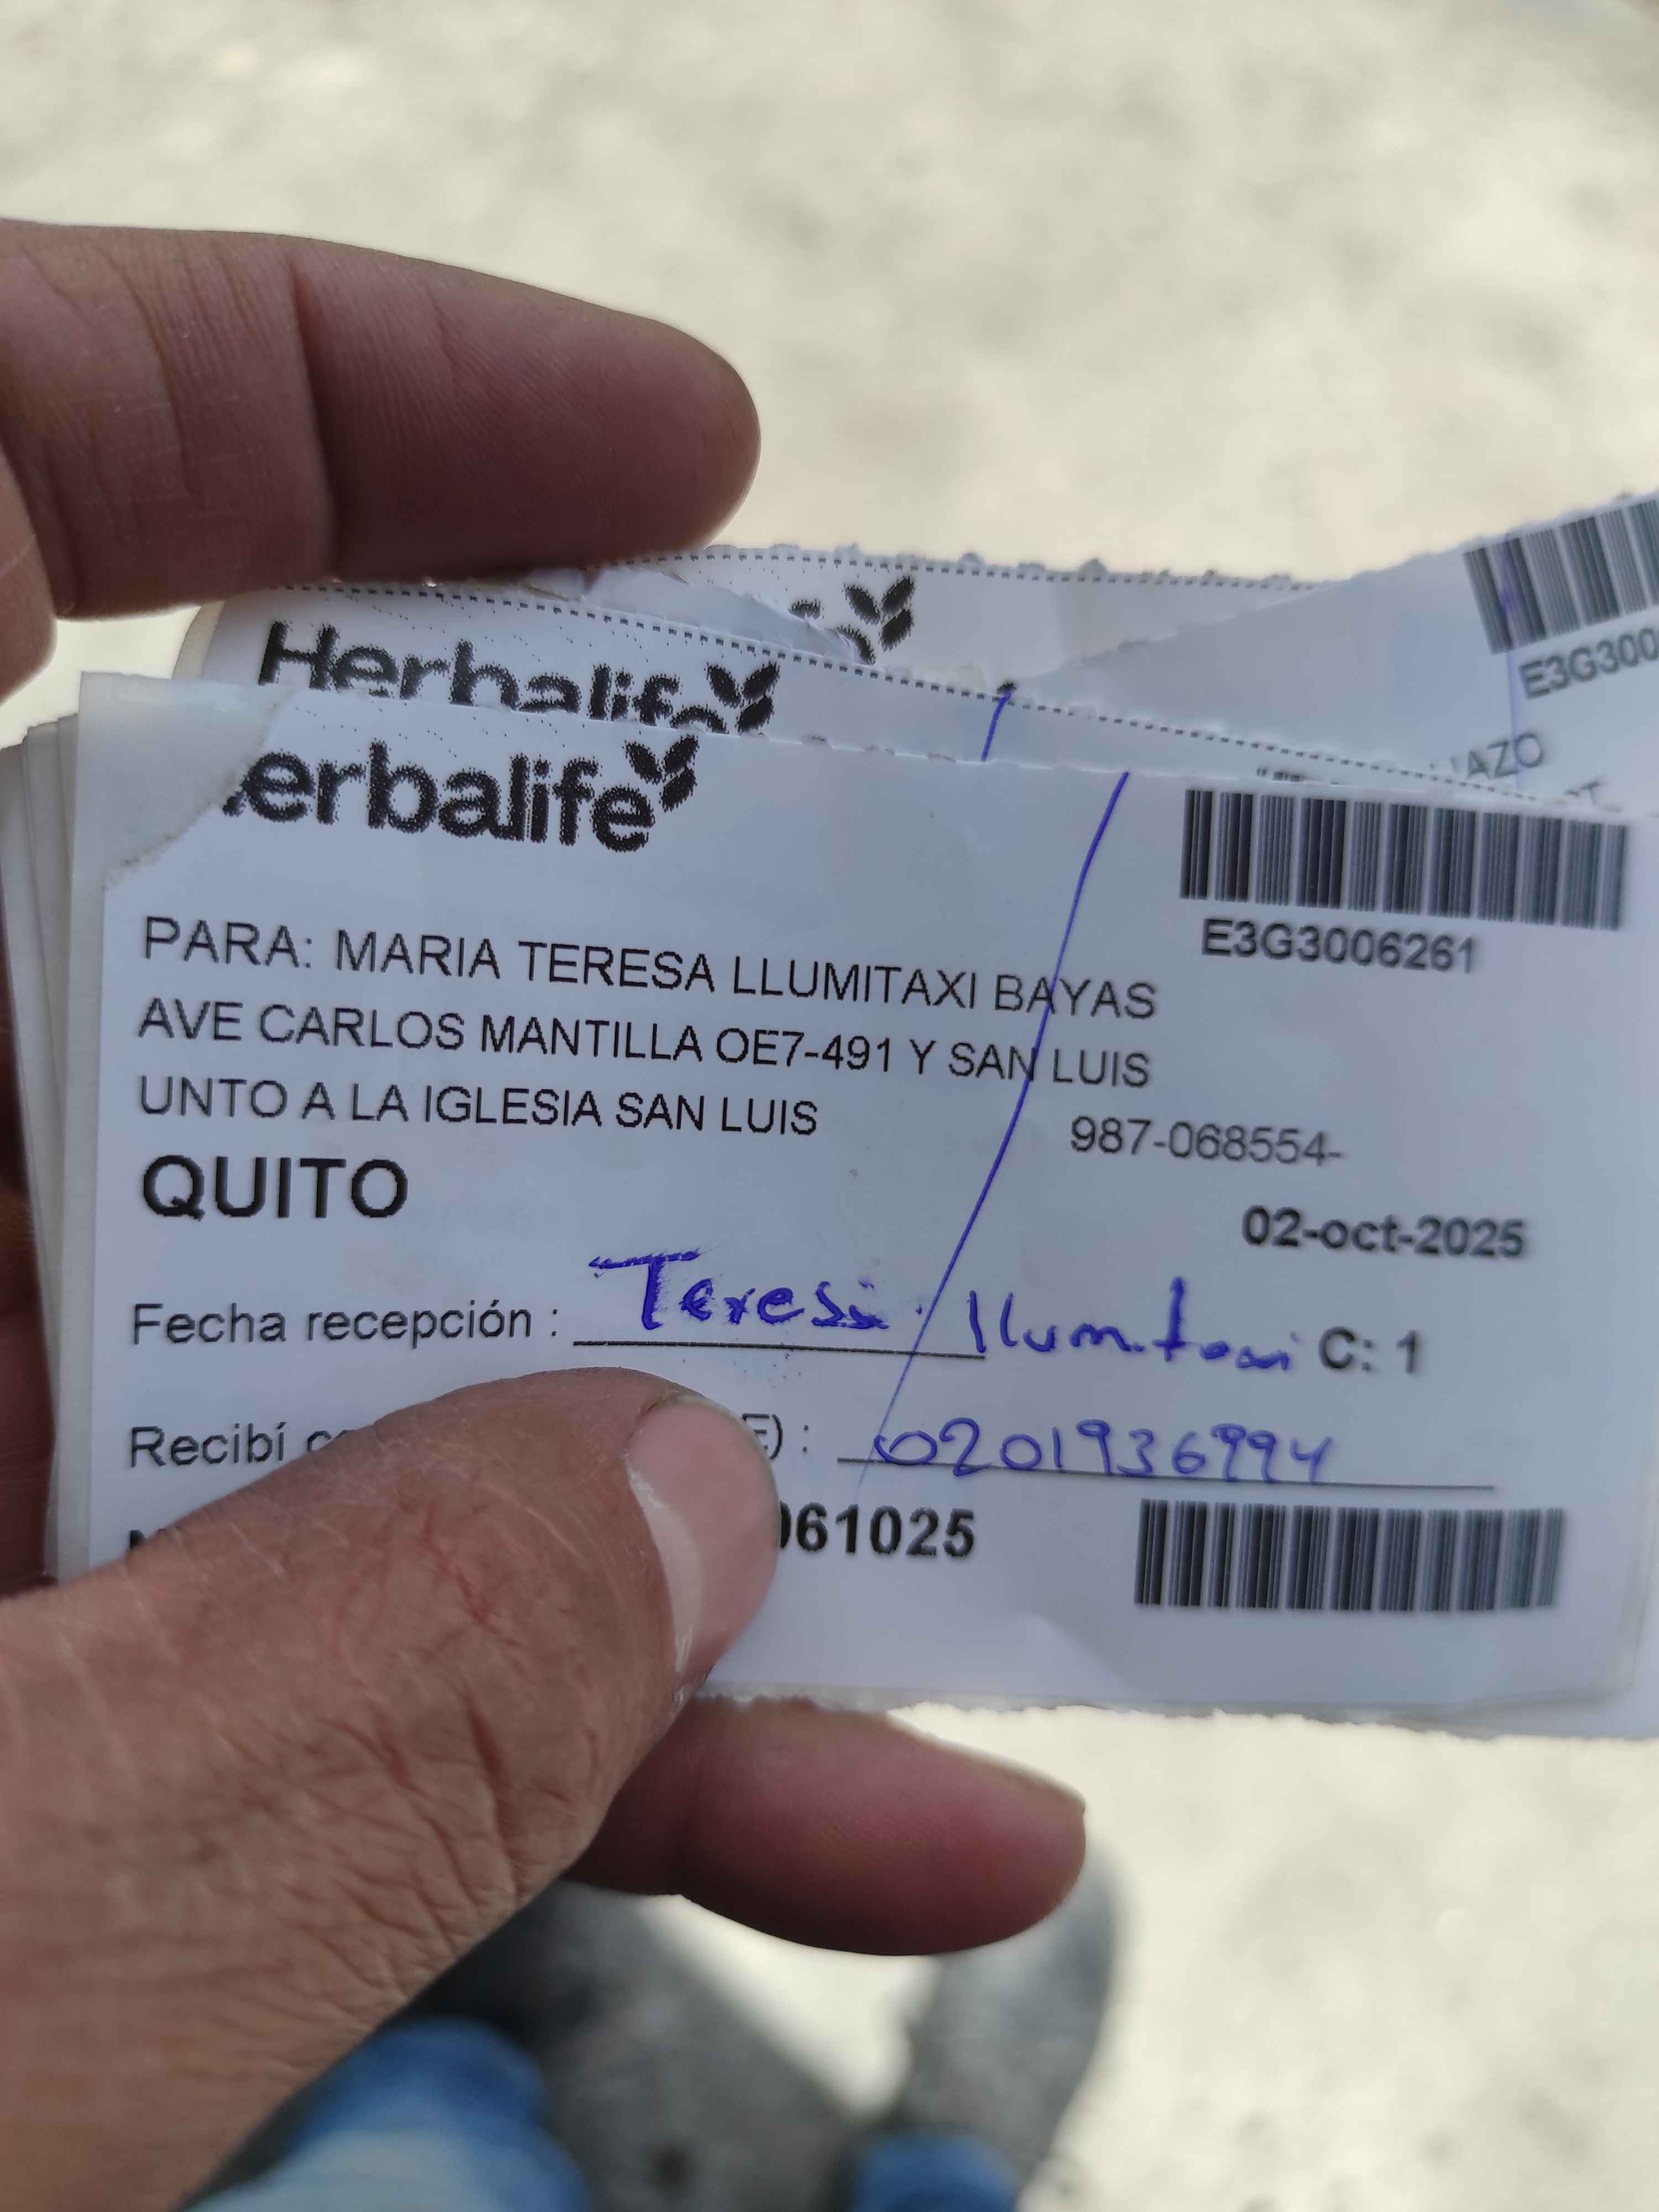 Herbalife
E3G300
AZO
erbalife
E3G3006261
PARA: MARIA TERESA LLUMITAXI BAYAS
AVE CARLOS MANTILLA OE7-491 Y SAN LUIS
UNTO A LA IGLESIA SAN LUIS
987-068554-
QUITO
02-oct-2025
Fecha recepción : Teresa Llumitaxi C: 1
Recibí E) : 0201936994
061025